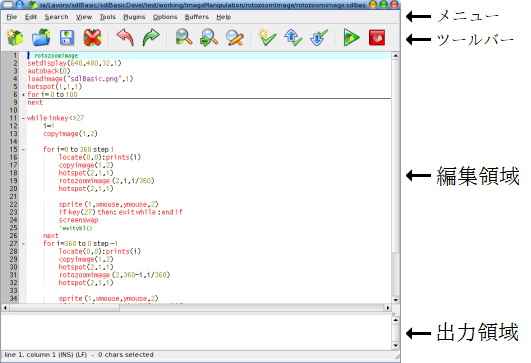 pa/Lavoro/sdlBasic/sdlBasicDevel/test/working/ImageManipulation/rotozoomimage/rotozoomimage.sdlbas
File Edit Search View Tools Plugins Options Buffers Help
メニュー
ツールバー
1 ' rotozoomimage
2 setdisplay(640,480,32,1)
3 autoback(0)
4 loadimage("sdlBasic.png",1)
5 hotspot(1,1,1)
6 + for i= 0 to 100
9 next
10
11 - while inkey<>27
12 i=1
13 copyimage(1,2)
14
15 - for i=0 to 360 step 1
16 locate(0,0):prints(i)
17 copyimage(1,2)
18 hotspot(2,1,1)
19 rotozoomimage (2,i,i/360)
20 hotspot(2,1,1)
21
22 sprite (1,xmouse,ymouse,2)
23 if key(27) then: exit while : end if
24 screenswap
25 'waitvbl()
26 next
27 - for i=360 to 0 step -1
28 locate(0,0):prints(i)
29 copyimage(1,2)
30 hotspot(2,1,1)
31 rotozoomimage (2,360-i,i/360)
32 hotspot(2,1,1)
33
34 sprite (1,xmouse,ymouse,2)
編集領域
出力領域
line 1, column 1 (INS) (LF) - 0 chars selected